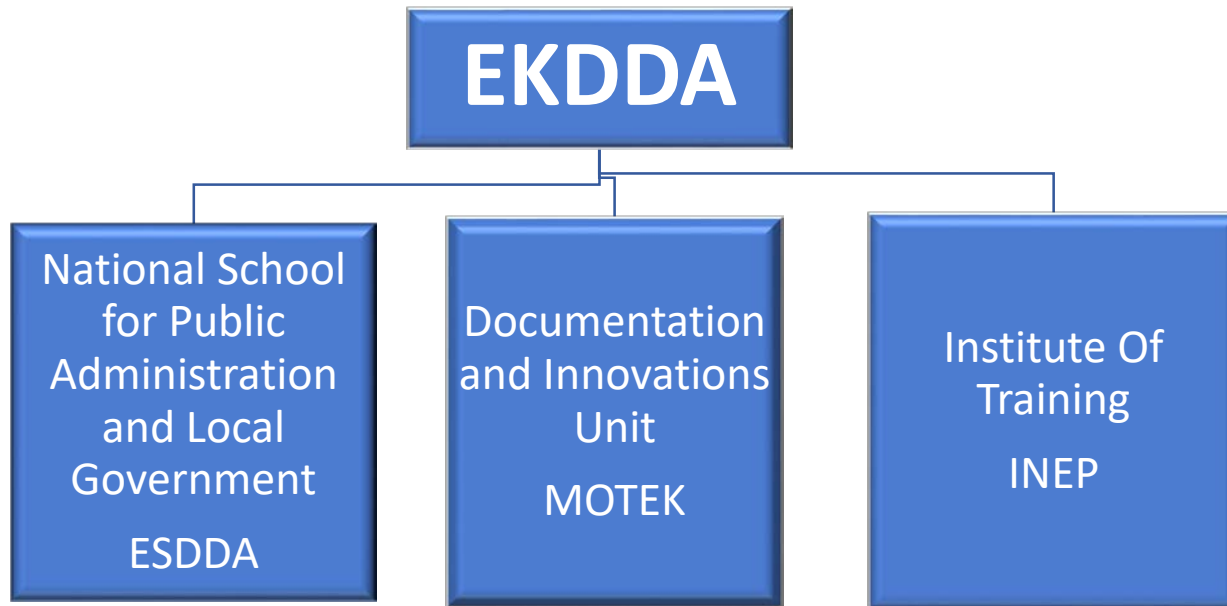 EKDDA
National School
for Public
Administration
and Local
Government
ESDDA
Documentation
and Innovations
Unit
MOTEK
Institute Of
Training
INEP